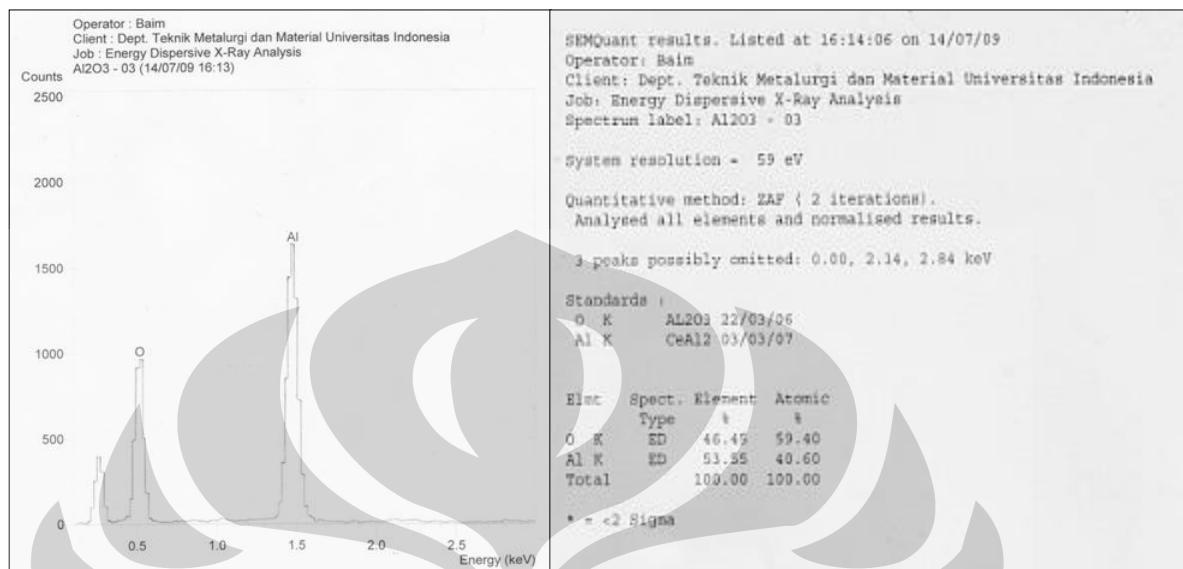 Operator : Baim
Client : Dept. Teknik Metalurgi dan Material Universitas Indonesia
Job : Energy Dispersive X-Ray Analysis
Al2O3 - 03 (14/07/09 16:13)
Counts
2500
2000
1500
1000
500
0
Al
O
0.5 1.0 1.5 2.0 2.5
Energy (keV)
SEMQuant results. Listed at 16:14:06 on 14/07/09
Operator: Baim
Client: Dept. Teknik Metalurgi dan Material Universitas Indonesia
Job: Energy Dispersive X-Ray Analysis
Spectrum label: Al2O3 - 03
System resolution = 59 eV
Quantitative method: ZAF ( 2 iterations).
Analysed all elements and normalised results.
3 peaks possibly omitted: 0.00, 2.14, 2.84 keV
Standards :
O K AL2O3 22/03/06
Al K CeAl2 03/03/07
Elmt Spect. Element Atomic
Type % %
O K ED 46.45 59.40
Al K ED 53.55 40.60
Total 100.00 100.00
* = <2 Sigma